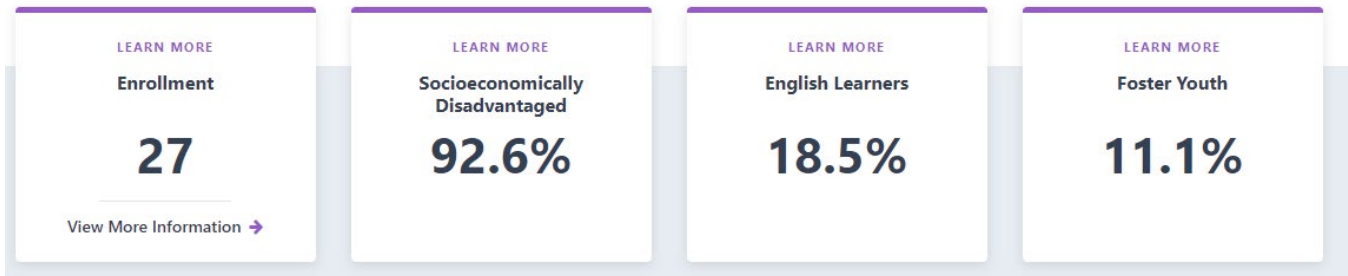 LEARN MORE
Enrollment
27
View More Information
LEARN MORE
Socioeconomically
Disadvantaged
92.6%
LEARN MORE
English Learners
18.5%
LEARN MORE
Foster Youth
11.1%